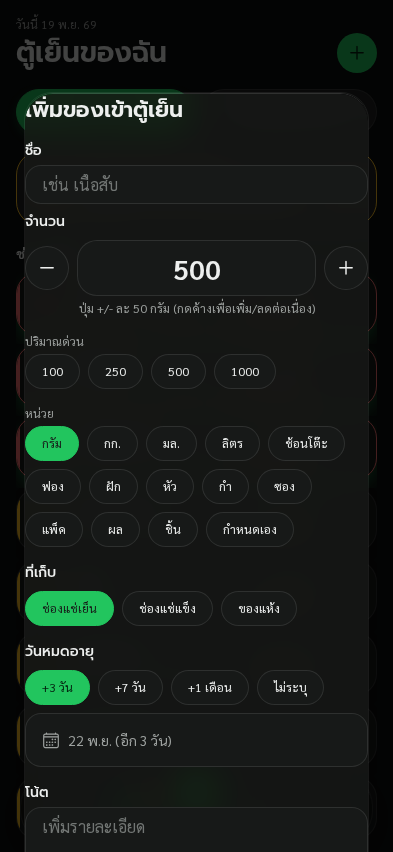 วันนี้ 19 พ.ย. 69
ตู้เย็นของฉัน
เพิ่มของเข้าตู้เย็น
ชื่อ
เช่น เนื้อสับ
จำนวน
500
ปุ่ม +/- ละ 50 กรัม (กดค้างเพื่อเพิ่ม/ลดต่อเนื่อง)
ปริมาณด่วน
100 250 500 1000
หน่วย
กรัม กก. มล. ลิตร ช้อนโต๊ะ
ฟอง ฝัก หัว กำ ซอง
แพ็ค ผล ชิ้น กำหนดเอง
ที่เก็บ
ช่องแช่เย็น ช่องแช่แข็ง ของแห้ง
วันหมดอายุ
+3 วัน +7 วัน +1 เดือน ไม่ระบุ
22 พ.ย. (อีก 3 วัน)
โน้ต
เพิ่มรายละเอียด